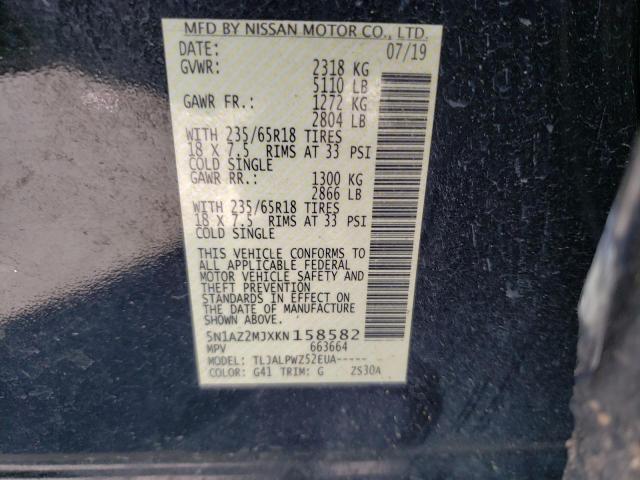 MFD BY NISSAN MOTOR CO., LTD.
DATE: 07/19
GVWR: 2318 KG
5110 LB
GAWR FR.: 1272 KG
2804 LB
WITH 235/65R18 TIRES
18 X 7.5 RIMS AT 33 PSI
COLD SINGLE
GAWR RR.: 1300 KG
2866 LB
WITH 235/65R18 TIRES
18 X 7.5 RIMS AT 33 PSI
COLD SINGLE
THIS VEHICLE CONFORMS TO
ALL APPLICABLE FEDERAL
MOTOR VEHICLE SAFETY AND
THEFT PREVENTION
STANDARDS IN EFFECT ON
THE DATE OF MANUFACTURE
SHOWN ABOVE.
5N1AZ2MJXKN158582
MPV 663664
MODEL: TLJALPWZ52EUA-----
COLOR: G41 TRIM: G ZS30A